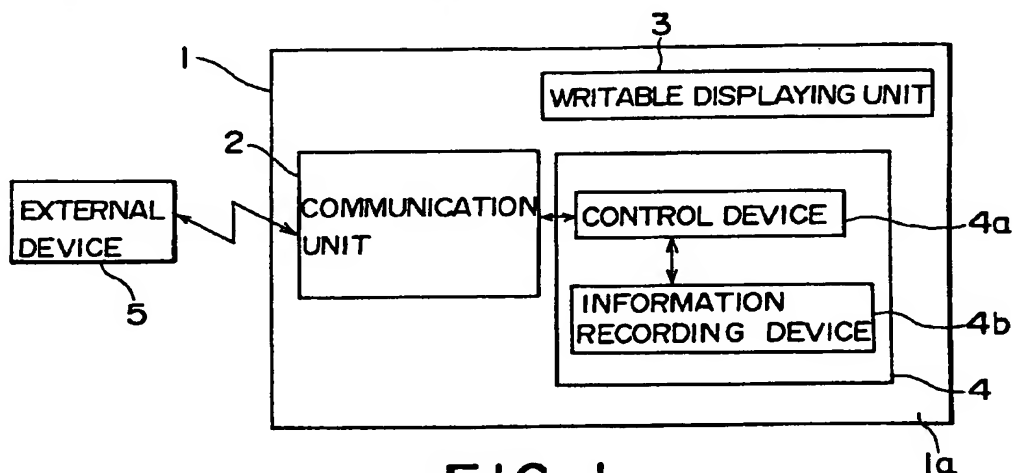 3
1
WRITABLE DISPLAYING UNIT
2
EXTERNAL
DEVICE
5
COMMUNICATION
UNIT
CONTROL DEVICE
4a
INFORMATION
RECORDING DEVICE
4b
4
1a